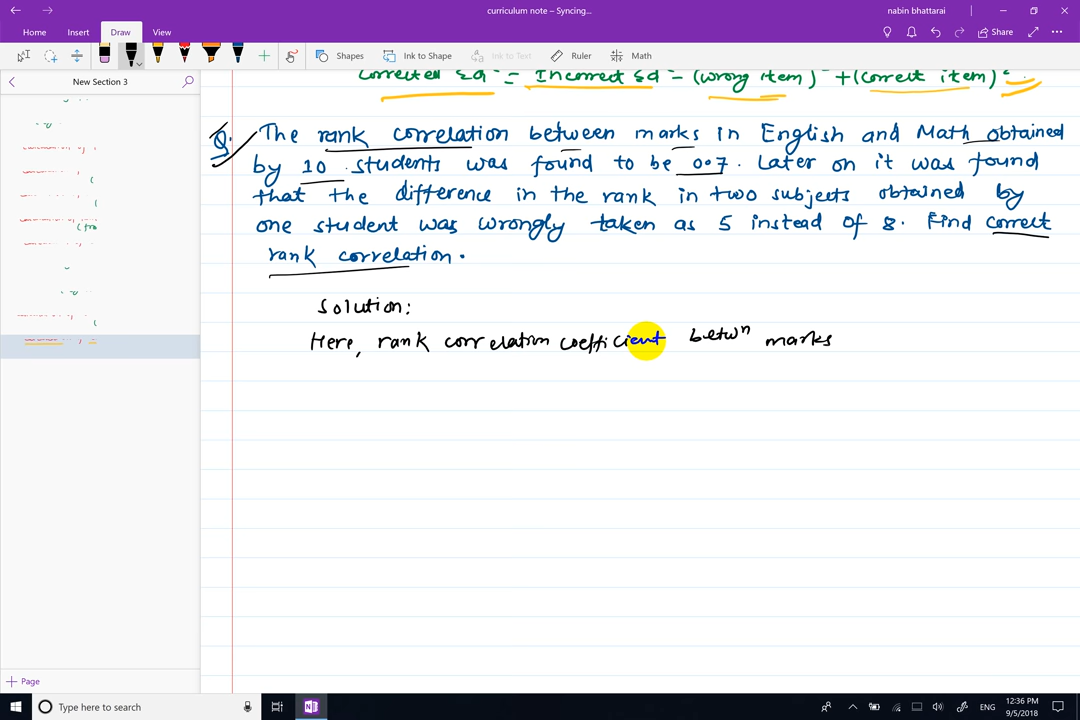 curriculum note – Syncing...
nabin bhattarai
Home
Insert
Draw
View
Share
Shapes
Ink to Shape
Ink to Text
Ruler
Math
New Section 3
Corrected Σd² = Incorrect Σd² - (wrong item)² + (correct item)².
Q. The rank correlation between marks in English and Math obtained
by 10 students was found to be 0.7. Later on it was found
that the difference in the rank in two subjects obtained by
one student was wrongly taken as 5 instead of 8. Find correct
rank correlation.
Solution:
Here, rank correlation coefficient betwⁿ marks
Page
Type here to search
ENG
12:36 PM
9/5/2018